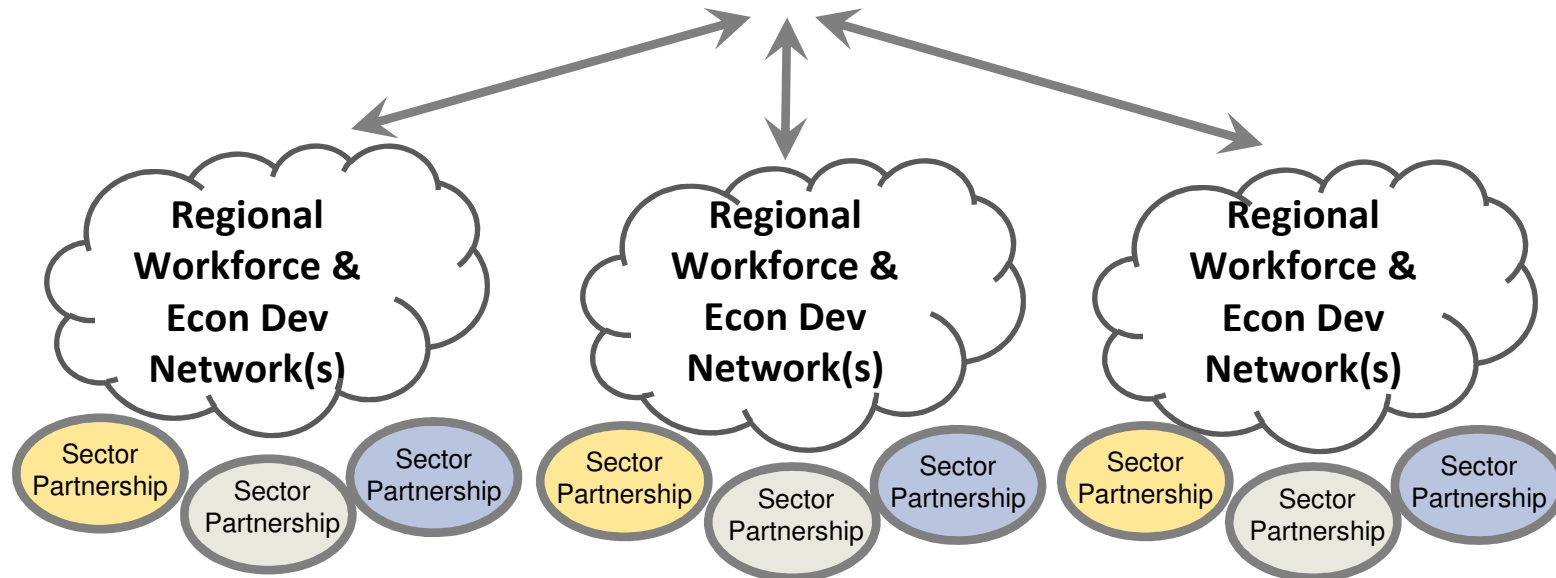 Regional
Workforce &
Econ Dev
Network(s)
Regional
Workforce &
Econ Dev
Network(s)
Regional
Workforce &
Econ Dev
Network(s)
Sector
Partnership
Sector
Partnership
Sector
Partnership
Sector
Partnership
Sector
Partnership
Sector
Partnership
Sector
Partnership
Sector
Partnership
Sector
Partnership